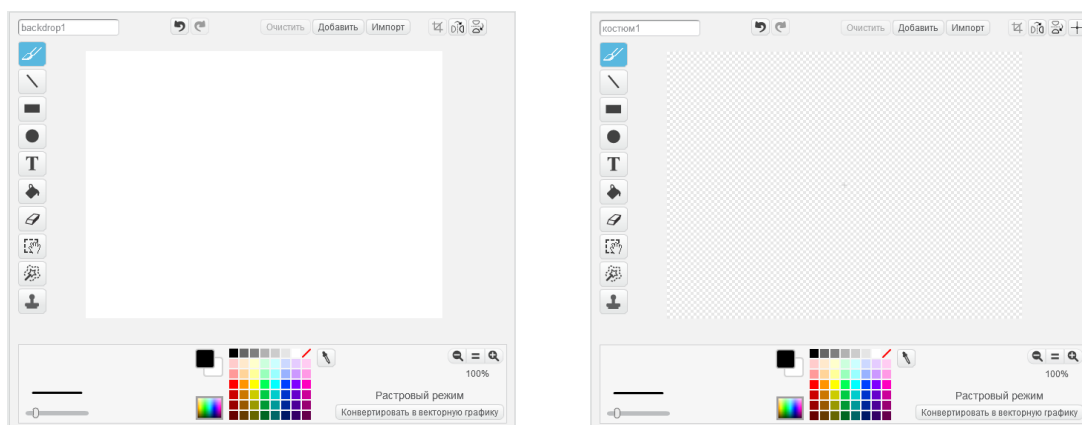 backdrop1
Очистить Добавить Импорт
T
100%
Растровый режим
Конвертировать в векторную графику
костюм1
Очистить Добавить Импорт
T
100%
Растровый режим
Конвертировать в векторную графику